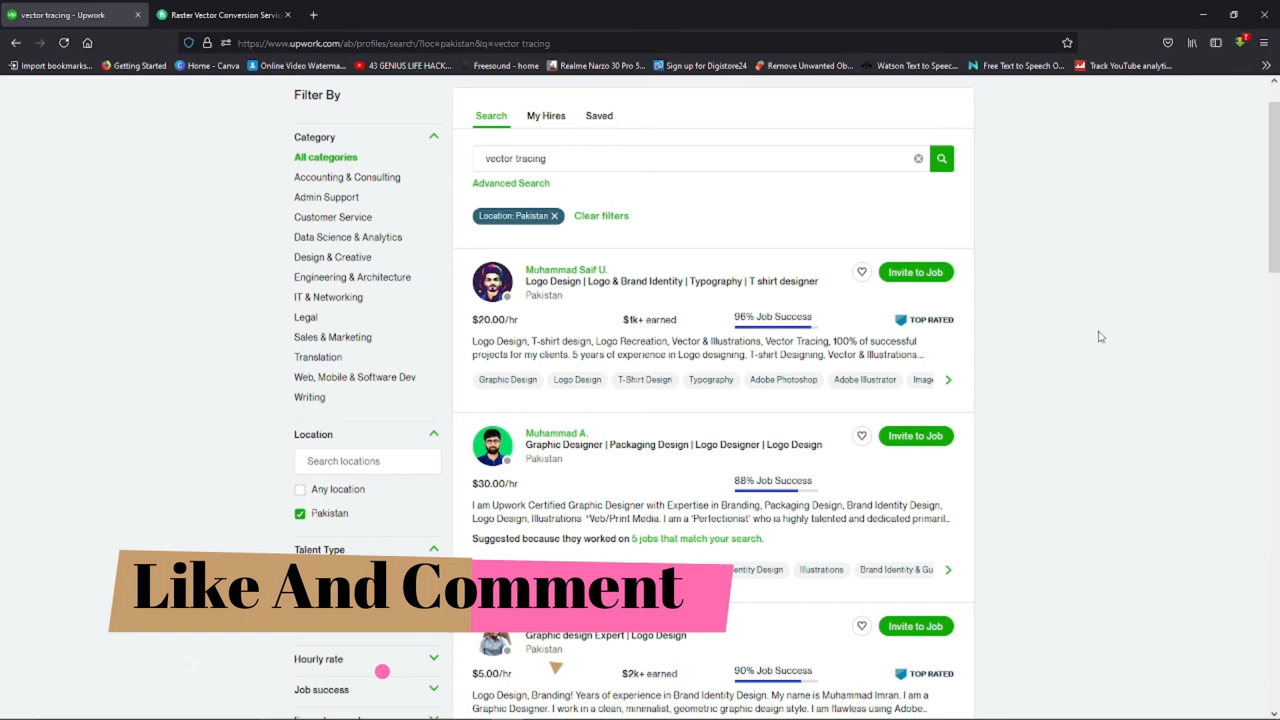 vector tracing - Upwork
Raster Vector Conversion Servic
https://www.upwork.com/ab/profiles/search/?loc=pakistan&q=vector tracing
Import bookmarks...
Getting Started
Home - Canva
Online Video Waterma...
43 GENIUS LIFE HACK...
Freesound - home
Realme Narzo 30 Pro 5...
Sign up for Digistore24
Remove Unwanted Ob...
Watson Text to Speec...
Free Text to Speech O...
Track YouTube analyti...
Filter By
Category
All categories
Accounting & Consulting
Admin Support
Customer Service
Data Science & Analytics
Design & Creative
Engineering & Architecture
IT & Networking
Legal
Sales & Marketing
Translation
Web, Mobile & Software Dev
Writing
Location
Search locations
Any location
Pakistan
Talent Type
Hourly rate
Job success
Search My Hires Saved
vector tracing
Advanced Search
Location: Pakistan Clear filters
Muhammad Saif U.
Logo Design | Logo & Brand Identity | Typography | T shirt designer
Pakistan
Invite to Job
$20.00/hr $1k+ earned 96% Job Success TOP RATED
Logo Design, T-shirt design, Logo Recreation, Vector & Illustrations, Vector Tracing, 100% of successful
projects for my clients. 5 years of experience in Logo designing, T-shirt Designing, Vector & Illustrations...
Graphic Design Logo Design T-Shirt Design Typography Adobe Photoshop Adobe Illustrator Imag
Muhammad A.
Graphic Designer | Packaging Design | Logo Designer | Logo Design
Pakistan
Invite to Job
$30.00/hr 88% Job Success
I am Upwork Certified Graphic Designer with Expertise in Branding, Packaging Design, Brand Identity Design,
Logo Design, Illustrations *Web/Print Media. I am a 'Perfectionist' who is highly talented and dedicated primaril...
Suggested because they worked on 5 jobs that match your search.
entity Design Illustrations Brand Identity & Gu
Like And Comment
Graphic design Expert | Logo Design
Pakistan
Invite to Job
$5.00/hr $2k+ earned 90% Job Success TOP RATED
Logo Design, Branding! Years of experience in Brand Identity Design. My name is Muhammad Imran. I am a
Graphic Designer. I work in a clean, minimalist, geometric graphic design style. I am flawless using Adobe...